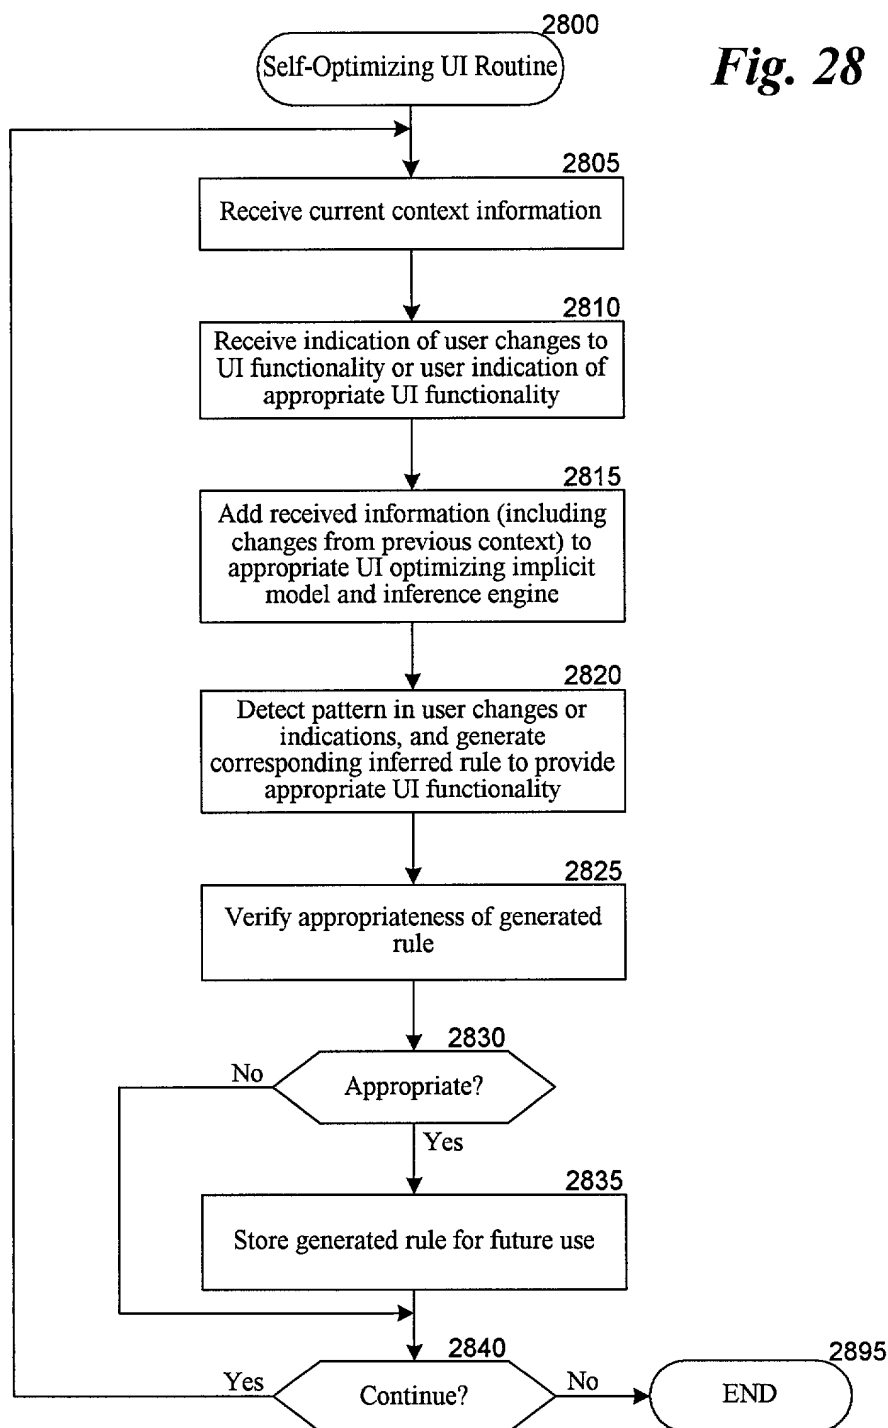 2800
Self-Optimizing UI Routine
Fig. 28
2805
Receive current context information
2810
Receive indication of user changes to
UI functionality or user indication of
appropriate UI functionality
2815
Add received information (including
changes from previous context) to
appropriate UI optimizing implicit
model and inference engine
2820
Detect pattern in user changes or
indications, and generate
corresponding inferred rule to provide
appropriate UI functionality
2825
Verify appropriateness of generated
rule
2830
No
Appropriate?
Yes
2835
Store generated rule for future use
2840
2895
Yes
Continue?
No
END